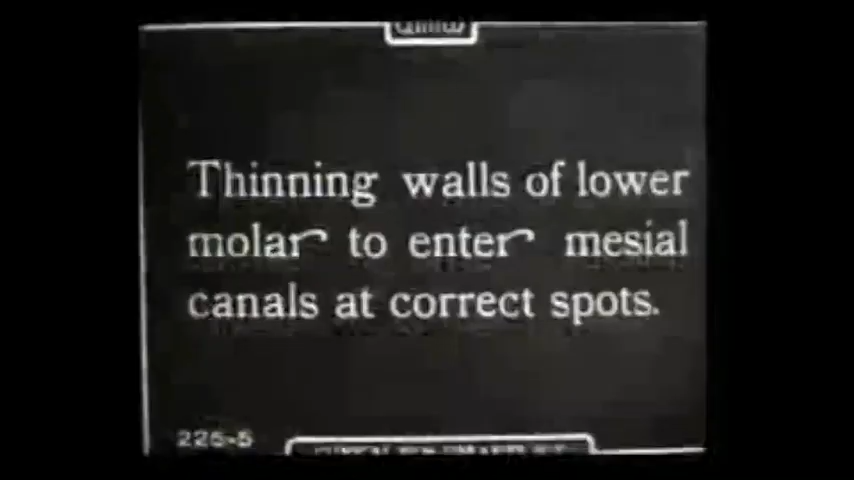 Thinning walls of lower
molar to enter mesial
canals at correct spots.
225-5